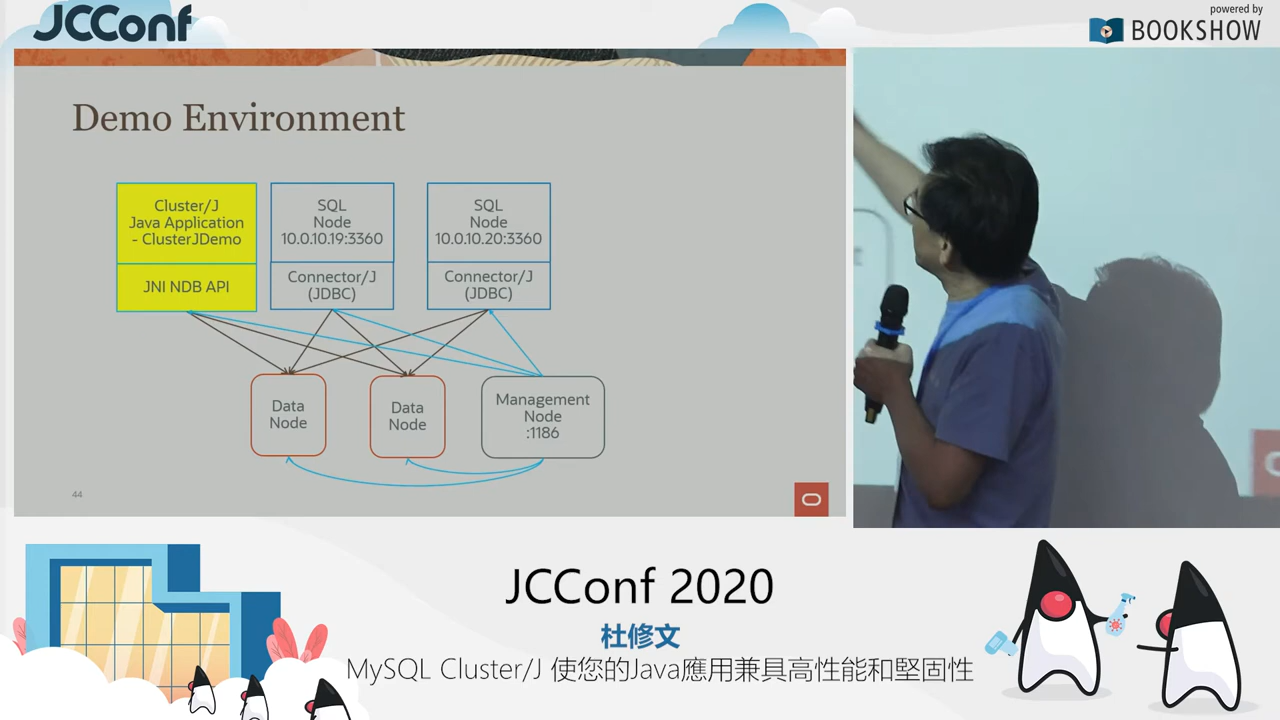 JCConf
powered by
BOOKSHOW
Demo Environment
Cluster/J
Java Application
- ClusterJDemo
JNI NDB API
SQL
Node
10.0.10.19:3360
Connector/J
(JDBC)
SQL
Node
10.0.10.20:3360
Connector/J
(JDBC)
Data
Node
Data
Node
Management
Node
:1186
44
JCConf 2020
杜修文
MySQL Cluster/J 使您的Java應用兼具高性能和堅固性